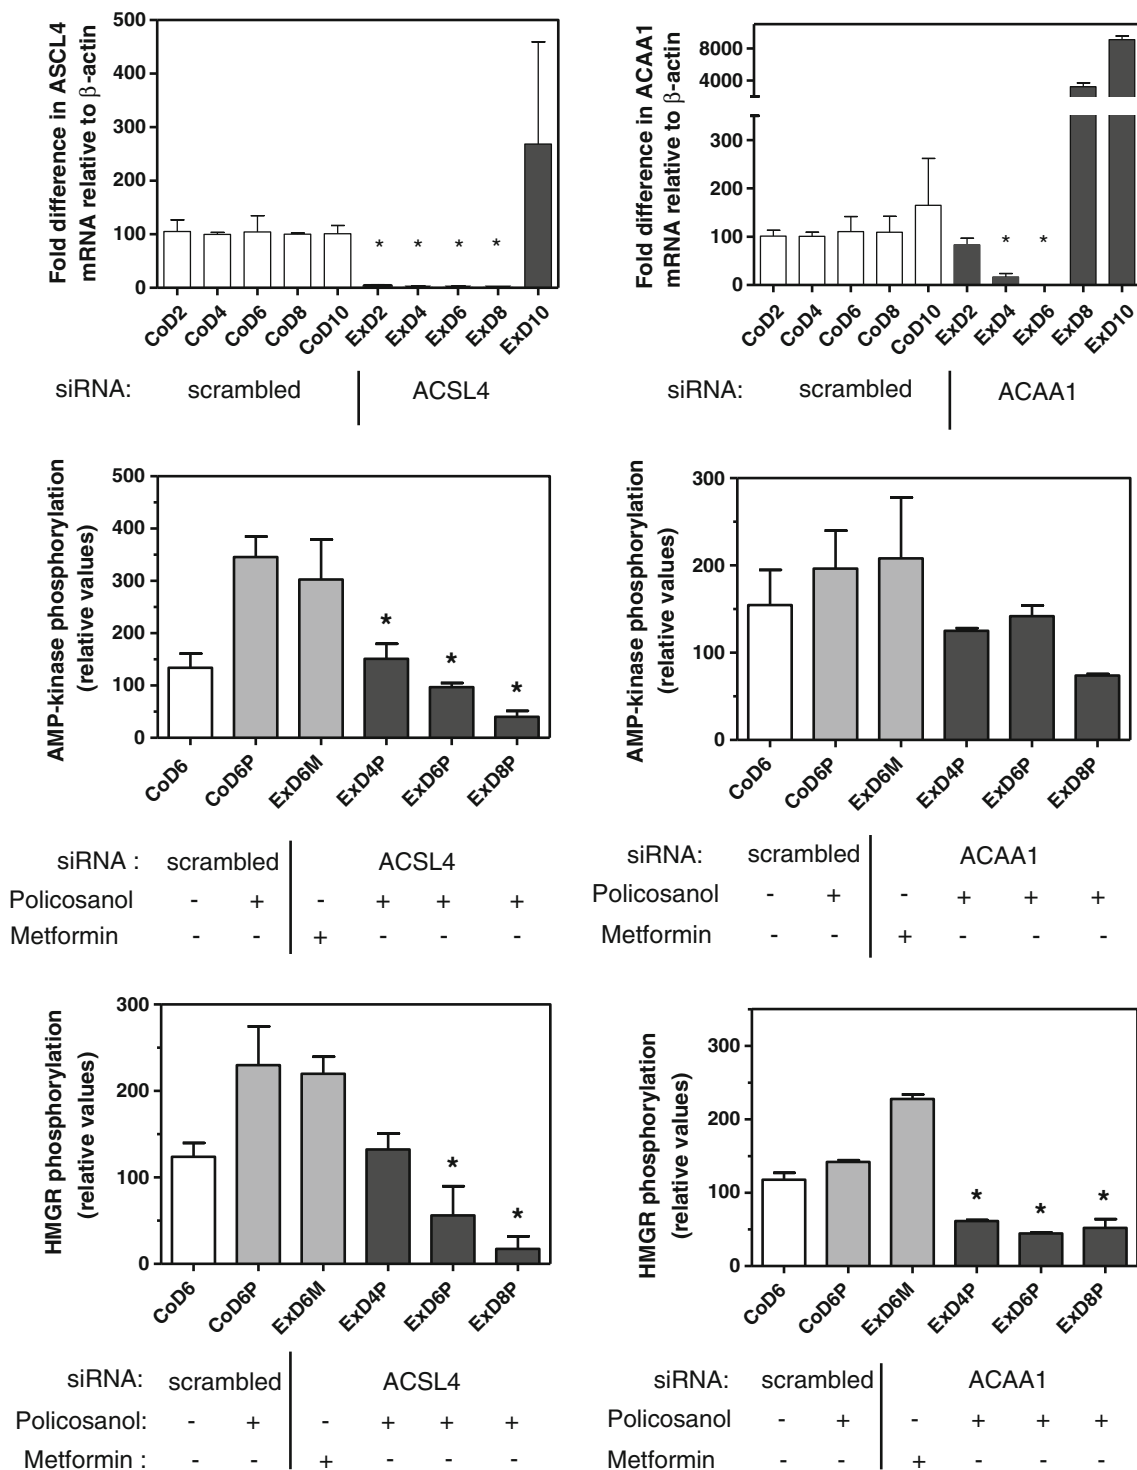 Fold difference in ASCL4
mRNA relative to β-actin
500
400
300
200
100
0
* * * *
CoD2 CoD4 CoD6 CoD8 CoD10 ExD2 ExD4 ExD6 ExD8 ExD10
siRNA: scrambled ACSL4
Fold difference in ACAA1
mRNA relative to β-actin
8000
4000
300
200
100
0
* *
CoD2 CoD4 CoD6 CoD8 CoD10 ExD2 ExD4 ExD6 ExD8 ExD10
siRNA: scrambled ACAA1
AMP-kinase phosphorylation
(relative values)
500
400
300
200
100
0
* * *
CoD6 CoD6P ExD6M ExD4P ExD6P ExD8P
siRNA : scrambled ACSL4
Policosanol - + - + + +
Metformin - - + - - -
AMP-kinase phosphorylation
(relative values)
300
200
100
0
CoD6 CoD6P ExD6M ExD4P ExD6P ExD8P
siRNA: scrambled ACAA1
Policosanol - + - + + +
Metformin - - + - - -
HMGR phosphorylation
(relative values)
300
200
100
0
* *
CoD6 CoD6P ExD6M ExD4P ExD6P ExD8P
siRNA: scrambled ACSL4
Policosanol: - + - + + +
Metformin : - - + - - -
HMGR phosphorylation
(relative values)
300
200
100
0
* * *
CoD6 CoD6P ExD6M ExD4P ExD6P ExD8P
siRNA: scrambled ACAA1
Policosanol - + - + + +
Metformin - - + - - -